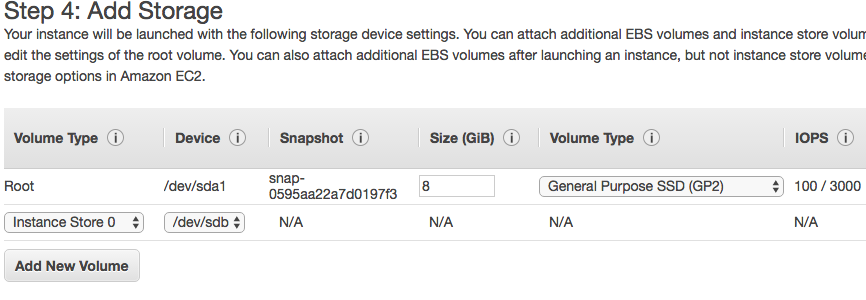 Step 4: Add Storage
Your instance will be launched with the following storage device settings. You can attach additional EBS volumes and instance store
edit the settings of the root volume. You can also attach additional EBS volumes after launching an instance, but not instance store
storage options in Amazon EC2.
Volume Type i Device i Snapshot i Size (GiB) i Volume Type i IOPS i
Root /dev/sda1 snap-
0595aa22a7d0197f3 8 General Purpose SSD (GP2) 100 / 3000
Instance Store 0 /dev/sdb N/A N/A N/A N/A
Add New Volume